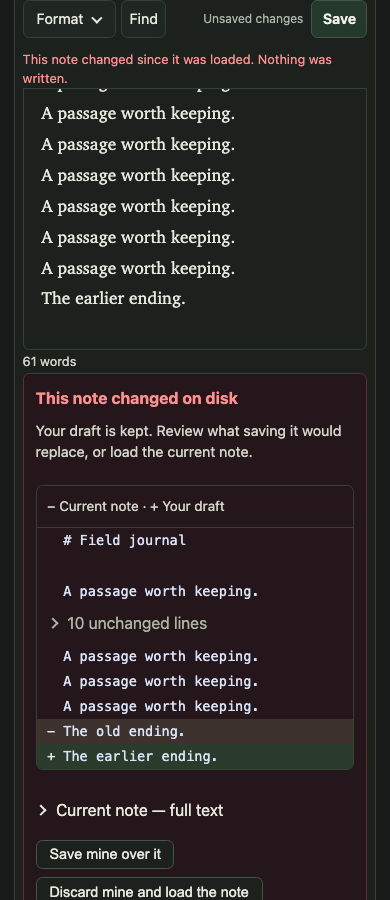 Format
Find
Unsaved changes
Save
This note changed since it was loaded. Nothing was
written.
A passage worth keeping.
A passage worth keeping.
A passage worth keeping.
A passage worth keeping.
A passage worth keeping.
A passage worth keeping.
A passage worth keeping.
The earlier ending.
61 words
This note changed on disk
Your draft is kept. Review what saving it would
replace, or load the current note.
– Current note · + Your draft
# Field journal
A passage worth keeping.
10 unchanged lines
A passage worth keeping.
A passage worth keeping.
A passage worth keeping.
– The old ending.
+ The earlier ending.
Current note — full text
Save mine over it
Discard mine and load the note